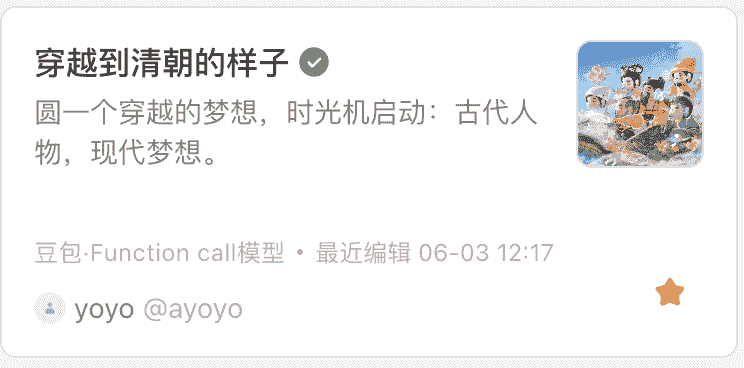 穿越到清朝的样子
圆一个穿越的梦想，时光机启动：古代人
物，现代梦想。
豆包·Function call模型 • 最近编辑 06-03 12:17
yoyo @ayoyo